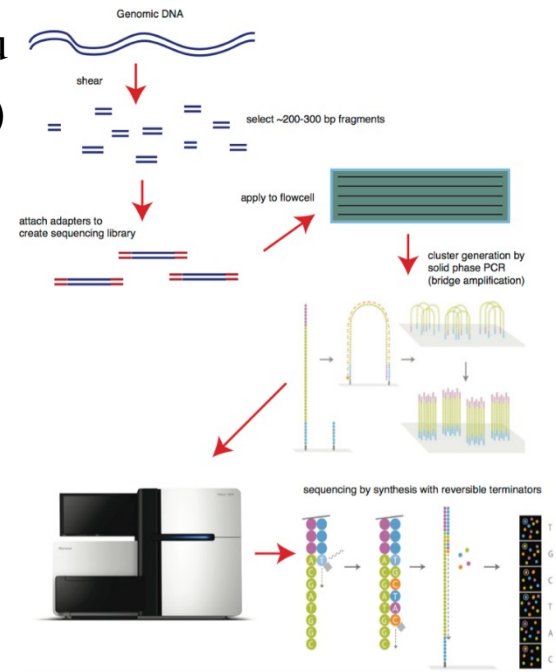 Genomic DNA
shear
select ~200-300 bp fragments
apply to flowcell
attach adapters to
create sequencing library
cluster generation by
solid phase PCR
(bridge amplification)
sequencing by synthesis with reversible terminators
A
C
G
A
T
G
G
C
T
A
C
G
A
T
G
G
C
T
G
C
T
A
C
T
G
C
T
A
C